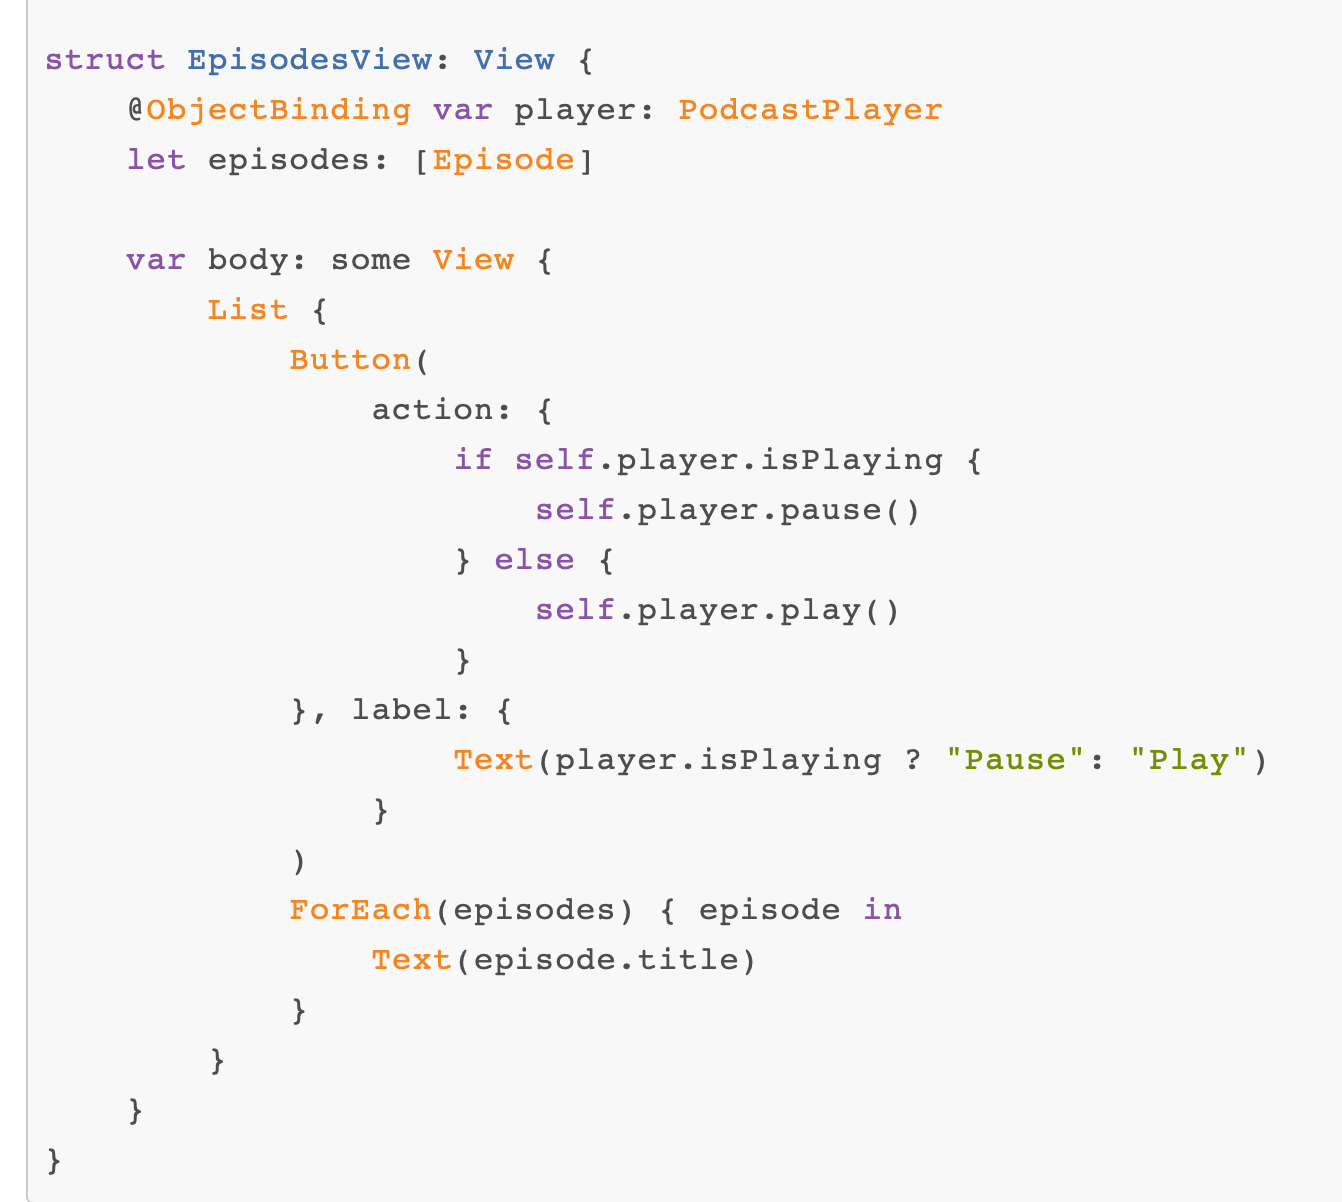 struct EpisodesView: View {
    @ObjectBinding var player: PodcastPlayer
    let episodes: [Episode]

    var body: some View {
        List {
            Button(
                action: {
                    if self.player.isPlaying {
                        self.player.pause()
                    } else {
                        self.player.play()
                    }
            }, label: {
                    Text(player.isPlaying ? "Pause": "Play")
                }
            )
            ForEach(episodes) { episode in
                Text(episode.title)
            }
        }
    }
}